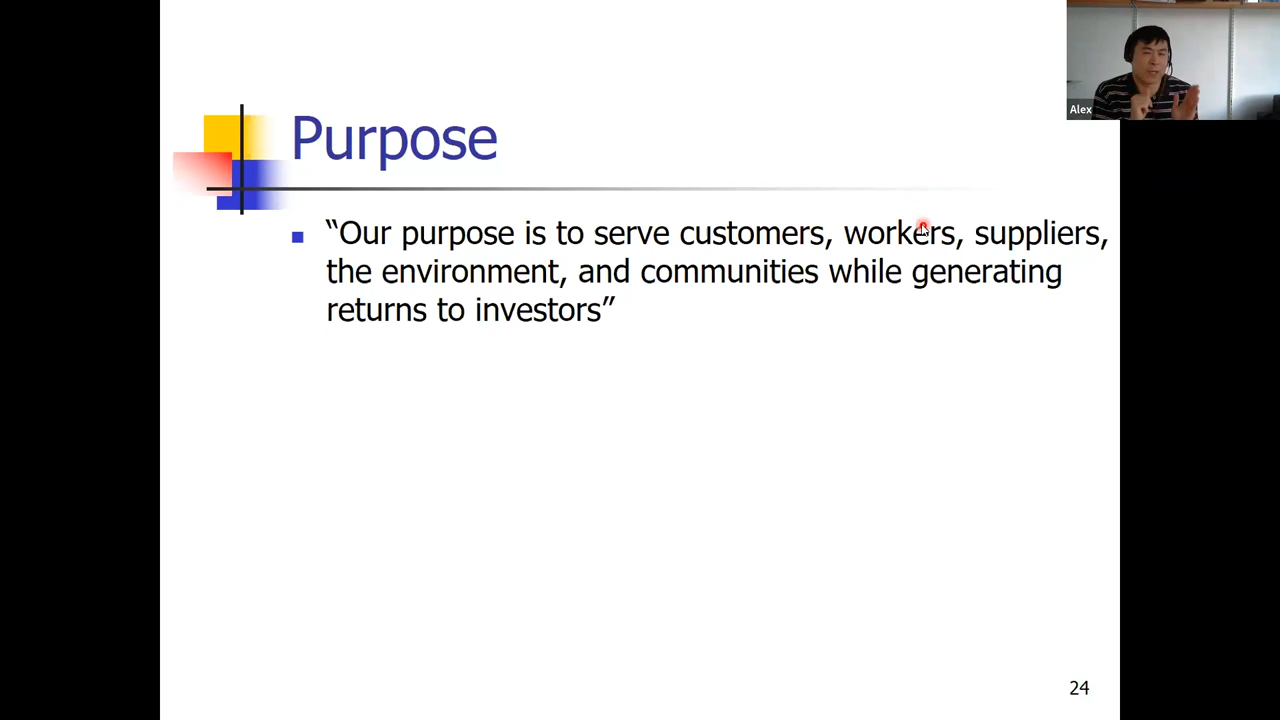 Alex
Purpose
“Our purpose is to serve customers, workers, suppliers,
the environment, and communities while generating
returns to investors”
24